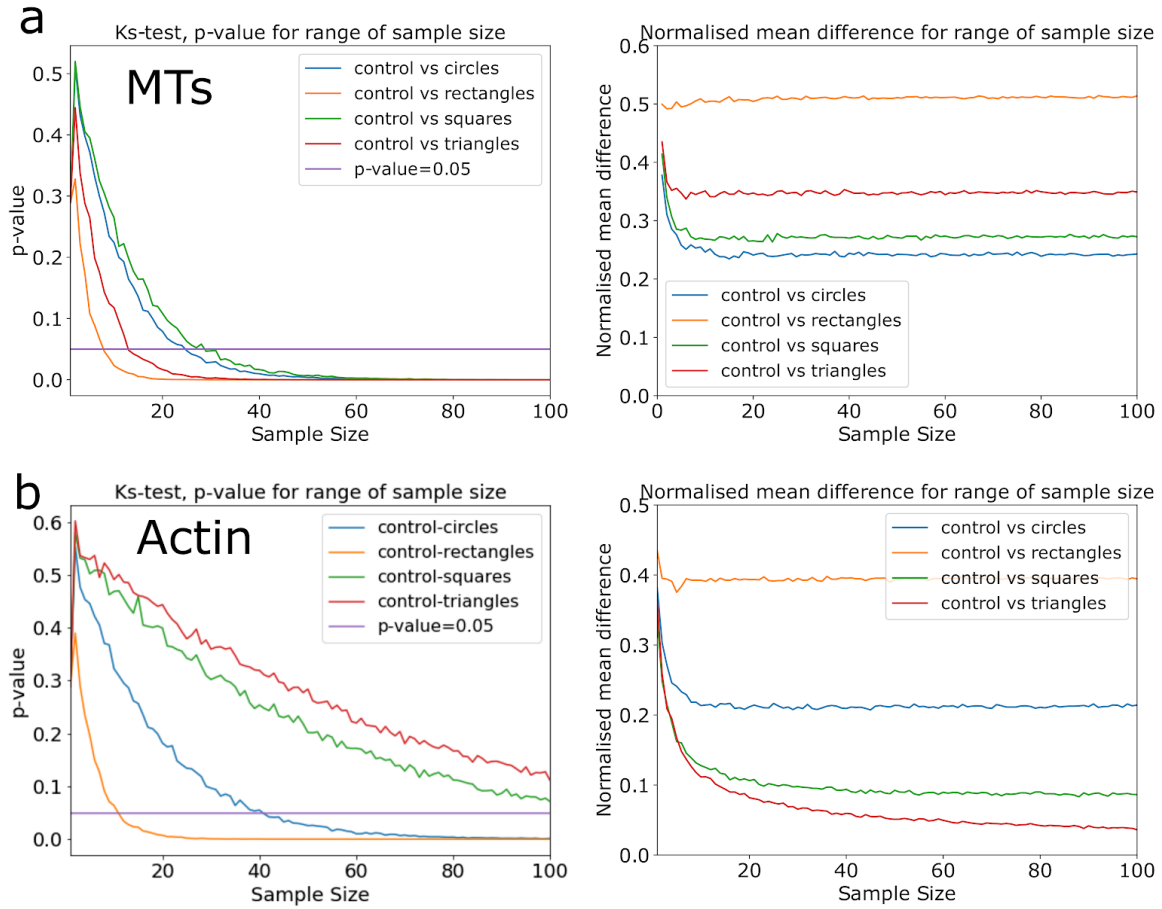 a
Ks-test, p-value for range of sample size
MTs
control vs circles
control vs rectangles
control vs squares
control vs triangles
p-value=0.05
p-value
0.5
0.4
0.3
0.2
0.1
0.0
20 40 60 80 100
Sample Size
Normalised mean difference for range of sample size
Normalised mean difference
0.6
0.5
0.4
0.3
0.2
0.1
0.0
control vs circles
control vs rectangles
control vs squares
control vs triangles
0 20 40 60 80 100
Sample Size
b
Ks-test, p-value for range of sample size
Actin
control-circles
control-rectangles
control-squares
control-triangles
p-value=0.05
p-value
0.6
0.5
0.4
0.3
0.2
0.1
0.0
20 40 60 80 100
Sample Size
Normalised mean difference for range of sample size
control vs circles
control vs rectangles
control vs squares
control vs triangles
Normalised mean difference
0.5
0.4
0.3
0.2
0.1
0.0
20 40 60 80 100
Sample Size